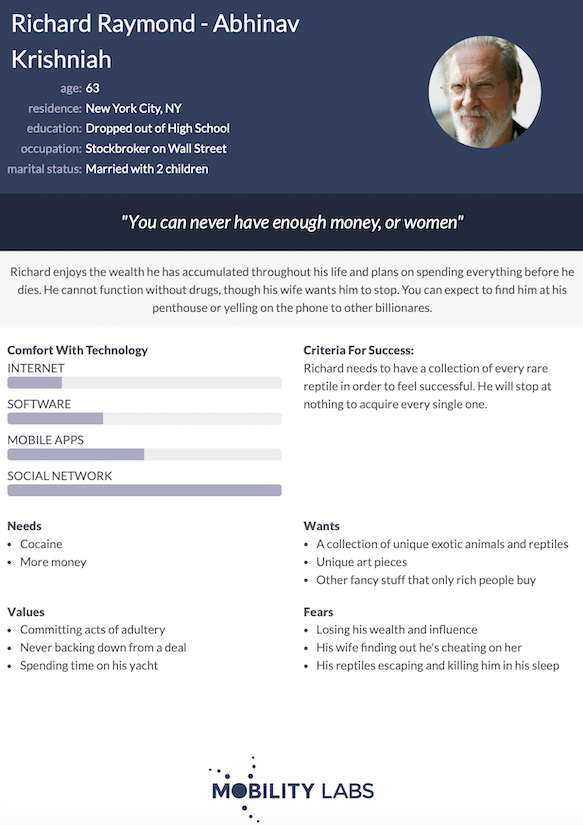 Richard Raymond - Abhinav
Krishniah
age: 63
residence: New York City, NY
education: Dropped out of High School
occupation: Stockbroker on Wall Street
marital status: Married with 2 children
"You can never have enough money, or women"
Richard enjoys the wealth he has accumulated throughout his life and plans on spending everything before he
dies. He cannot function without drugs, though his wife wants him to stop. You can expect to find him at his
penthouse or yelling on the phone to other billionares.
Comfort With Technology
INTERNET
SOFTWARE
MOBILE APPS
SOCIAL NETWORK
Criteria For Success:
Richard needs to have a collection of every rare
reptile in order to feel successful. He will stop at
nothing to acquire every single one.
Needs
• Cocaine
• More money
Wants
• A collection of unique exotic animals and reptiles
• Unique art pieces
• Other fancy stuff that only rich people buy
Values
• Committing acts of adultery
• Never backing down from a deal
• Spending time on his yacht
Fears
• Losing his wealth and influence
• His wife finding out he's cheating on her
• His reptiles escaping and killing him in his sleep
MOBILITY LABS